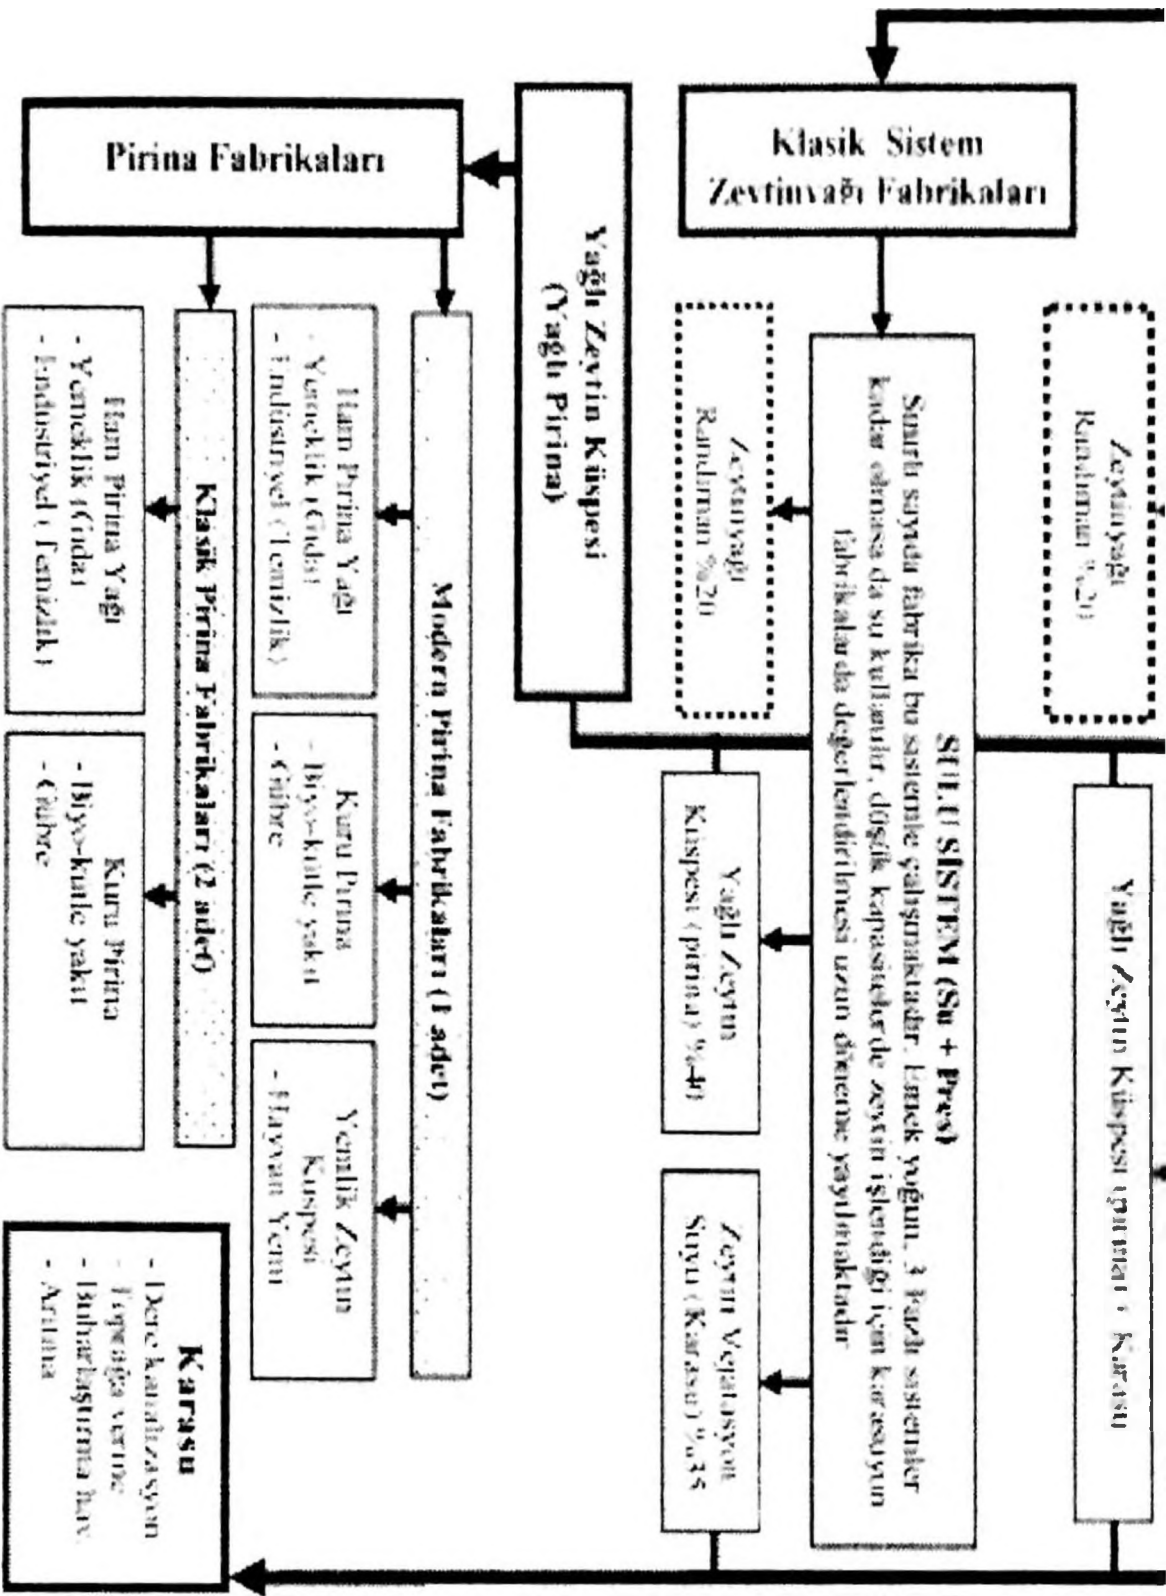 Zeytinyağı
Randıman %20
Yağlı Zeytin Küspesi (pirina) + Karasu
Klasik Sistem
Zeytinyağı Fabrikaları
SULU SİSTEM (Su + Pres)
Sınırlı sayıda fabrika bu sistemle çalışmaktadır. Emek yoğun, 3 Fazlı sistemler
kadar olmasa da su kullanılır, düşük kapasitelerde zeytin işlendiği için karasuyun
fabrikalarda değerlendirilmesi uzun döneme yayılmaktadır
Zeytinyağı
Randıman %20
Yağlı Zeytin
Küspesi (pirina) %40
Zeytin Vejatasyon
Suyu (Karasu) %35
Yağlı Zeytin Küspesi
(Yağlı Pirina)
Pirina Fabrikaları
Modern Pirina Fabrikaları (1 adet)
Ham Pirina Yağı
- Yemeklik (Gıda)
- Endüstriyel (Temizlik)
Kuru Pirina
- Biyo-kütle yakıt
- Gübre
Yemlik Zeytin
Küspesi
- Hayvan Yemi
Klasik Pirina Fabrikaları (2 adet)
Ham Pirina Yağı
- Yemeklik (Gıda)
- Endüstriyel (Temizlik)
Kuru Pirina
- Biyo-kütle yakıt
- Gübre
Karasu
- Dere kanalizasyon
- Toprağa verme
- Buharlaştırma hav.
- Arıtma